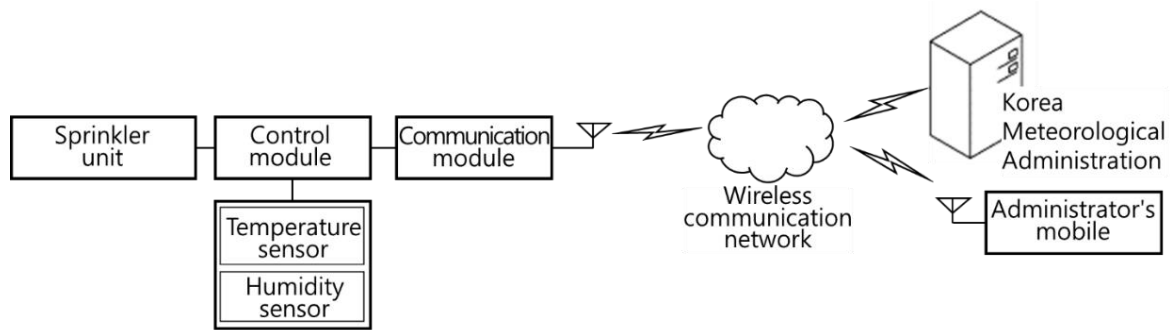 Sprinkler
unit
Control
module
Communication
module
Temperature
sensor
Humidity
sensor
Wireless
communication
network
Korea
Meteorological
Administration
Administrator's
mobile